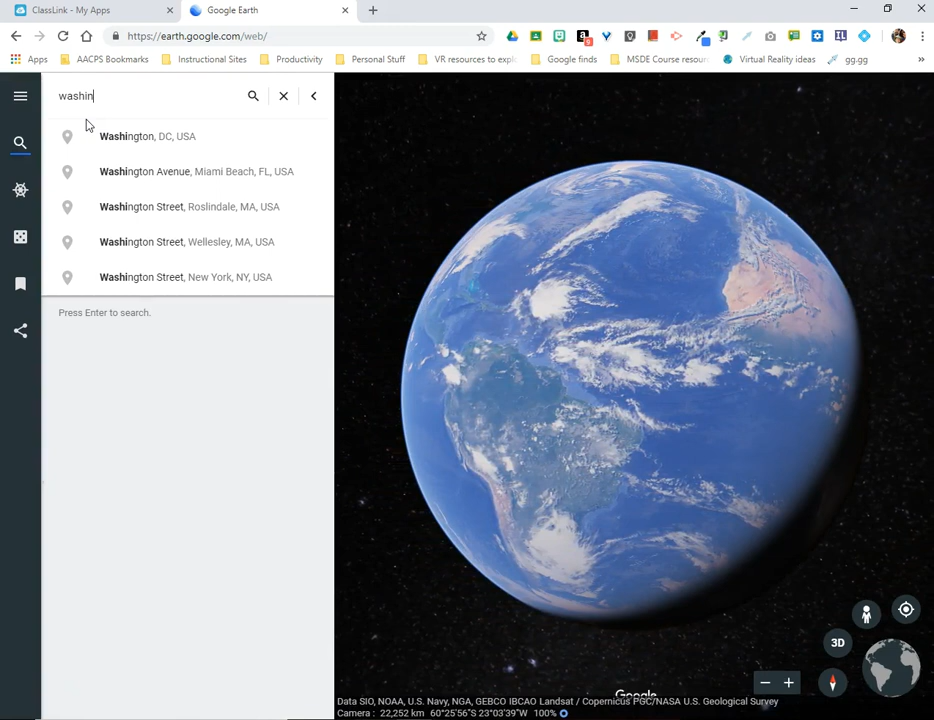 ClassLink - My Apps
Google Earth
https://earth.google.com/web/
Apps
AACPS Bookmarks
Instructional Sites
Productivity
Personal Stuff
VR resources to expl
Google finds
MSDE Course resour
Virtual Reality ideas
gg.gg
washin
Washington, DC, USA
Washington Avenue, Miami Beach, FL, USA
Washington Street, Roslindale, MA, USA
Washington Street, Wellesley, MA, USA
Washington Street, New York, NY, USA
Press Enter to search.
3D
Google
Data SIO, NOAA, U.S. Navy, NGA, GEBCO IBCAO Landsat / Copernicus PGC/NASA U.S. Geological Survey
Camera : 22,252 km 60°25'56"S 23°03'39"W 100%